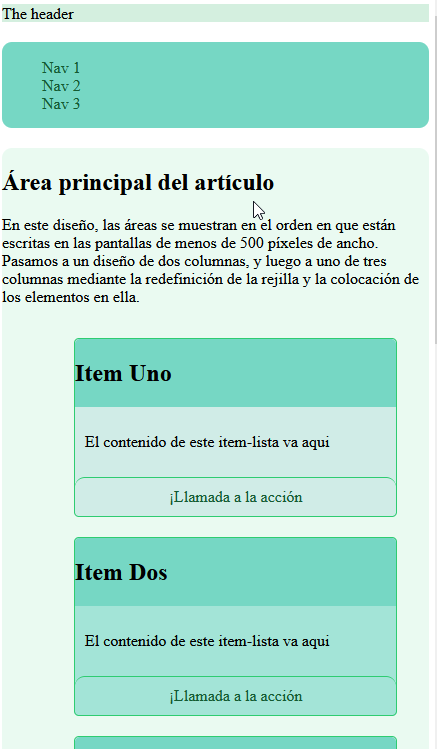 The header
Nav 1
Nav 2
Nav 3
Área principal del artículo
En este diseño, las áreas se muestran en el orden en que están
escritas en las pantallas de menos de 500 píxeles de ancho.
Pasamos a un diseño de dos columnas, y luego a uno de tres
columnas mediante la redefinición de la rejilla y la colocación de
los elementos en ella.
Item Uno
El contenido de este item-lista va aqui
¡Llamada a la acción
Item Dos
El contenido de este item-lista va aqui
¡Llamada a la acción